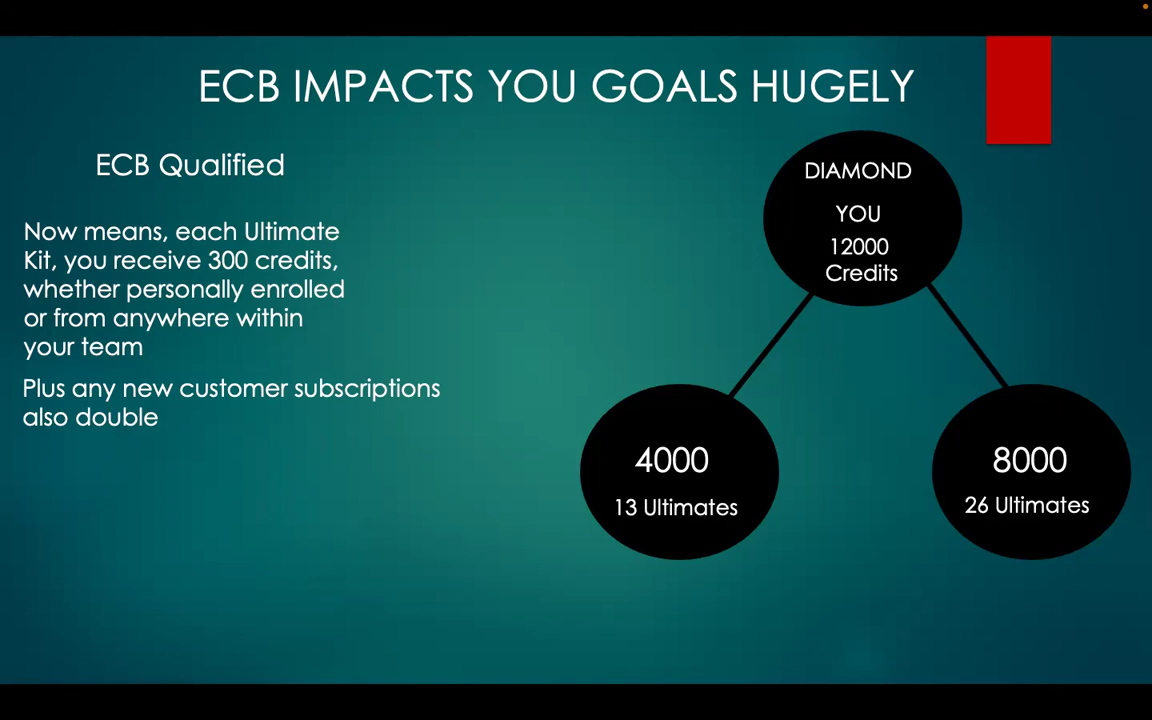 ECB IMPACTS YOU GOALS HUGELY
ECB Qualified
Now means, each Ultimate
Kit, you receive 300 credits,
whether personally enrolled
or from anywhere within
your team
Plus any new customer subscriptions
also double
DIAMOND
YOU
12000
Credits
4000
13 Ultimates
8000
26 Ultimates